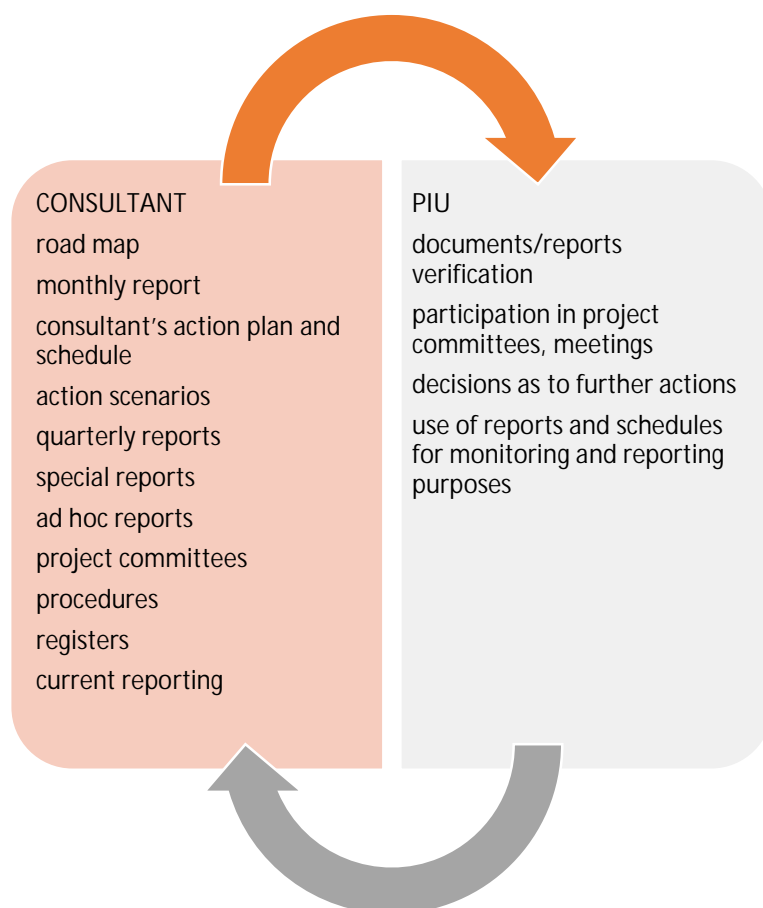 CONSULTANT
road map
monthly report
consultant's action plan and
schedule
action scenarios
quarterly reports
special reports
ad hoc reports
project committees
procedures
registers
current reporting
PIU
documents/reports
verification
participation in project
committees, meetings
decisions as to further actions
use of reports and schedules
for monitoring and reporting
purposes